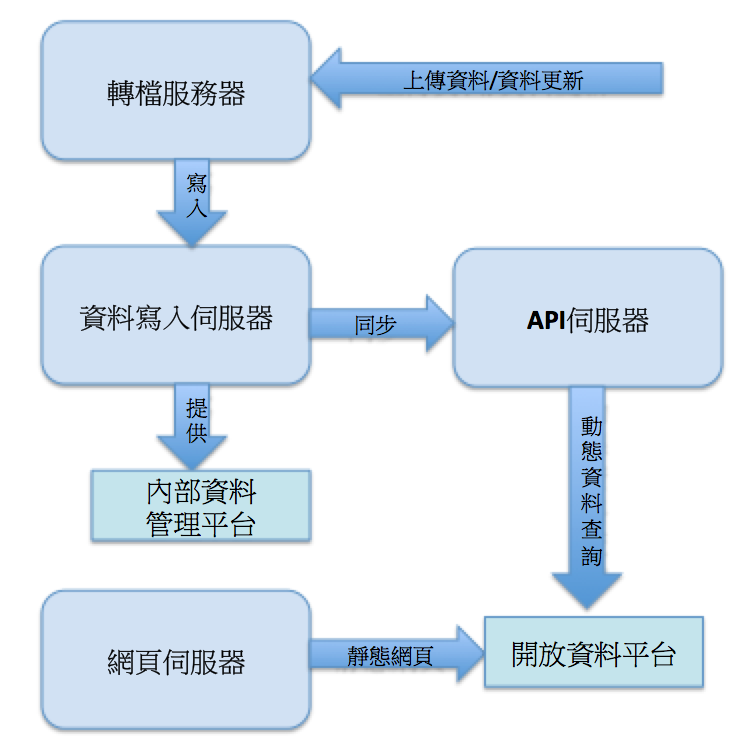 轉檔服務器
上傳資料/資料更新
寫
入
資料寫入伺服器
同步
API伺服器
提
供
內部資料
管理平台
動
態
資
料
查
詢
網頁伺服器
靜態網頁
開放資料平台